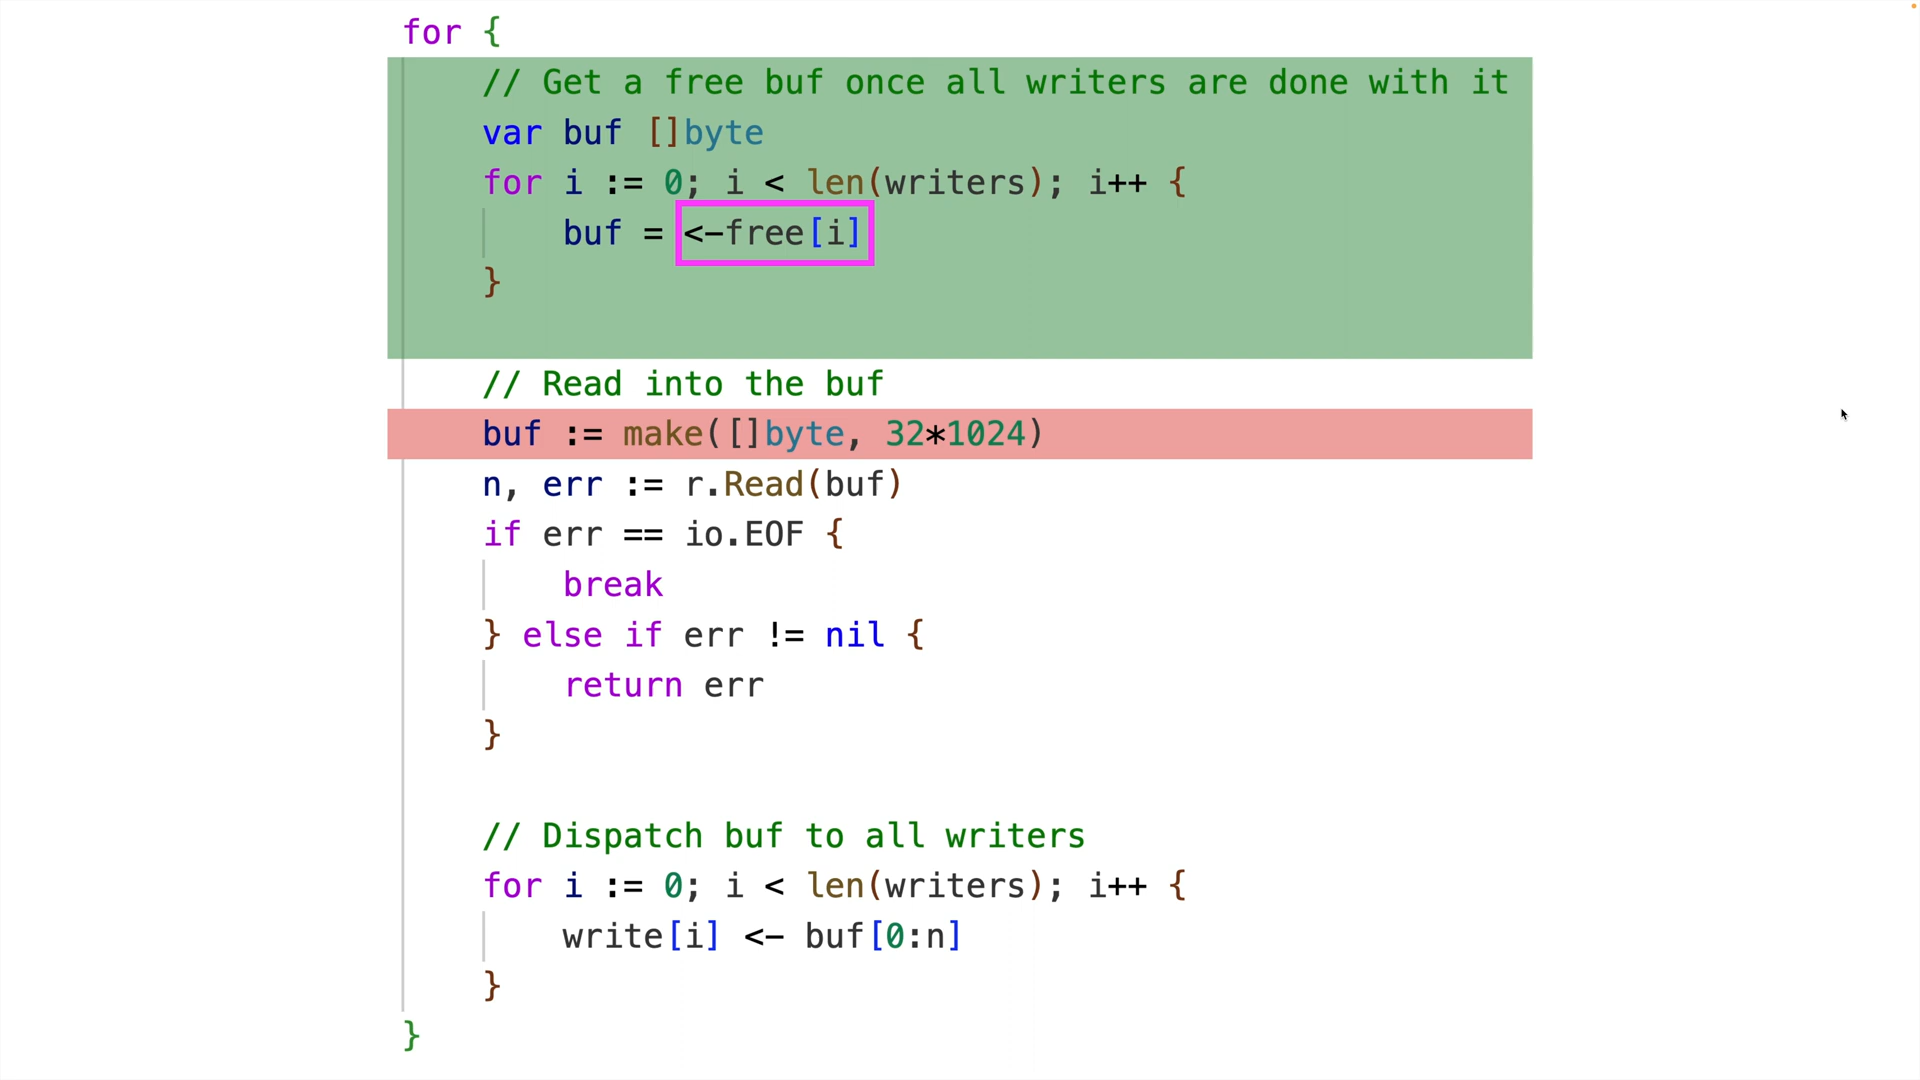 for {
    // Get a free buf once all writers are done with it
    var buf []byte
    for i := 0; i < len(writers); i++ {
        buf = <-free[i]
    }

    // Read into the buf
    buf := make([]byte, 32*1024)
    n, err := r.Read(buf)
    if err == io.EOF {
        break
    } else if err != nil {
        return err
    }

    // Dispatch buf to all writers
    for i := 0; i < len(writers); i++ {
        write[i] <- buf[0:n]
    }
}